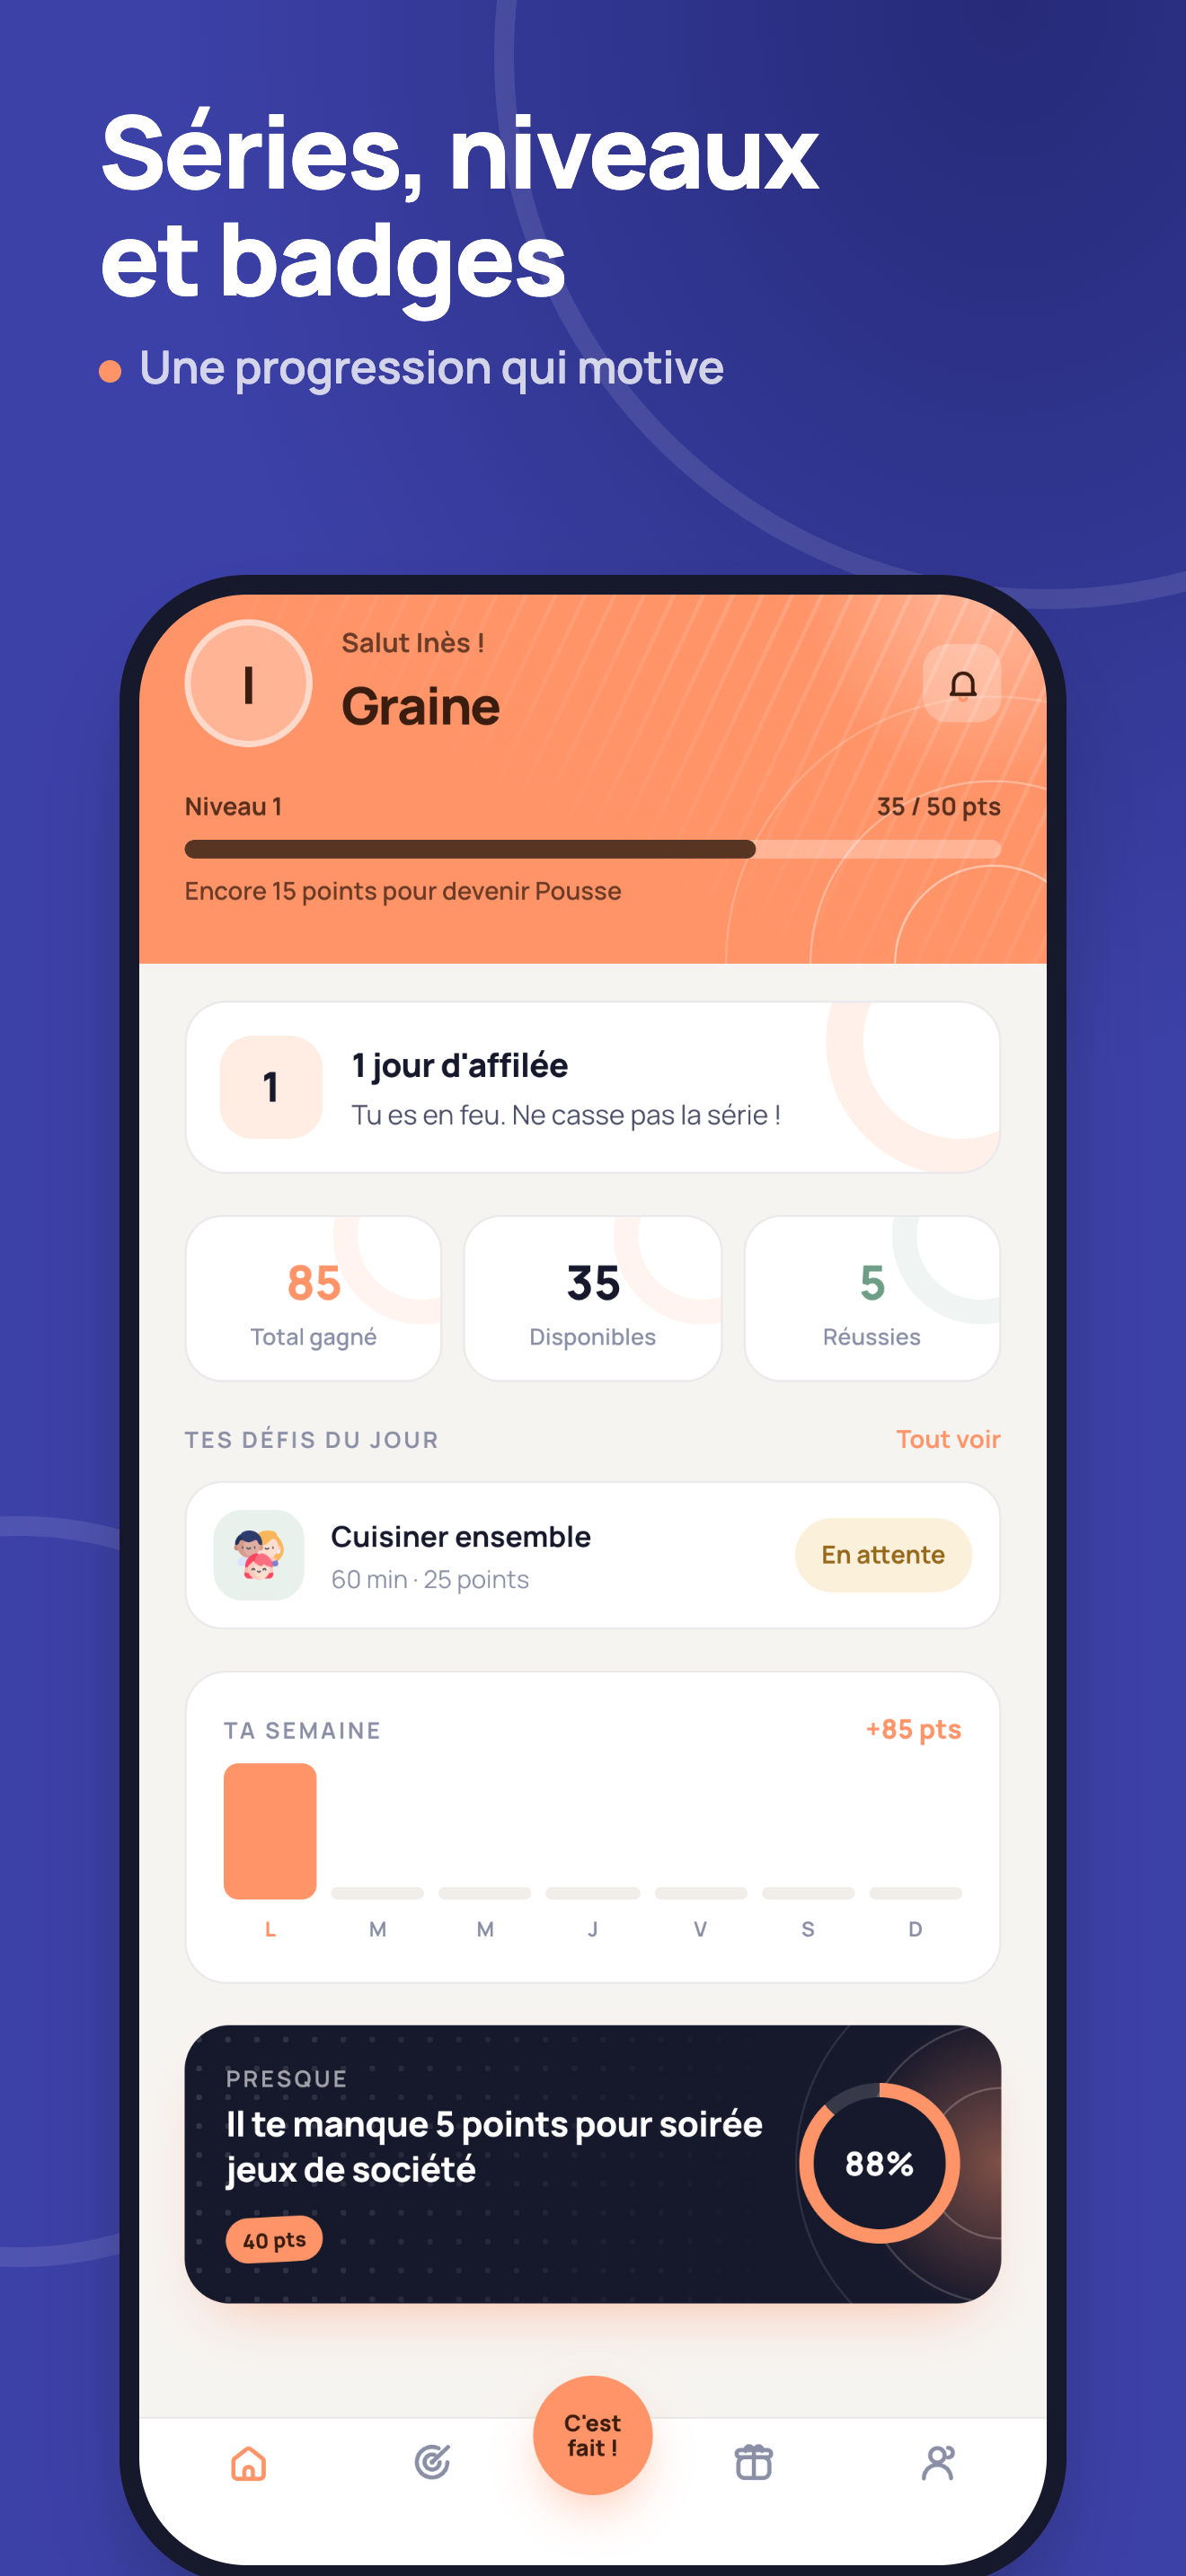 Séries, niveaux
et badges
Une progression qui motive
I
Salut Inès !
Graine
Niveau 1
35 / 50 pts
Encore 15 points pour devenir Pousse
1
1 jour d'affilée
Tu es en feu. Ne casse pas la série !
85
Total gagné
35
Disponibles
5
Réussies
TES DÉFIS DU JOUR
Tout voir
Cuisiner ensemble
60 min · 25 points
En attente
TA SEMAINE
+85 pts
L M M J V S D
PRESQUE
Il te manque 5 points pour soirée
jeux de société
40 pts
88%
C'est
fait !